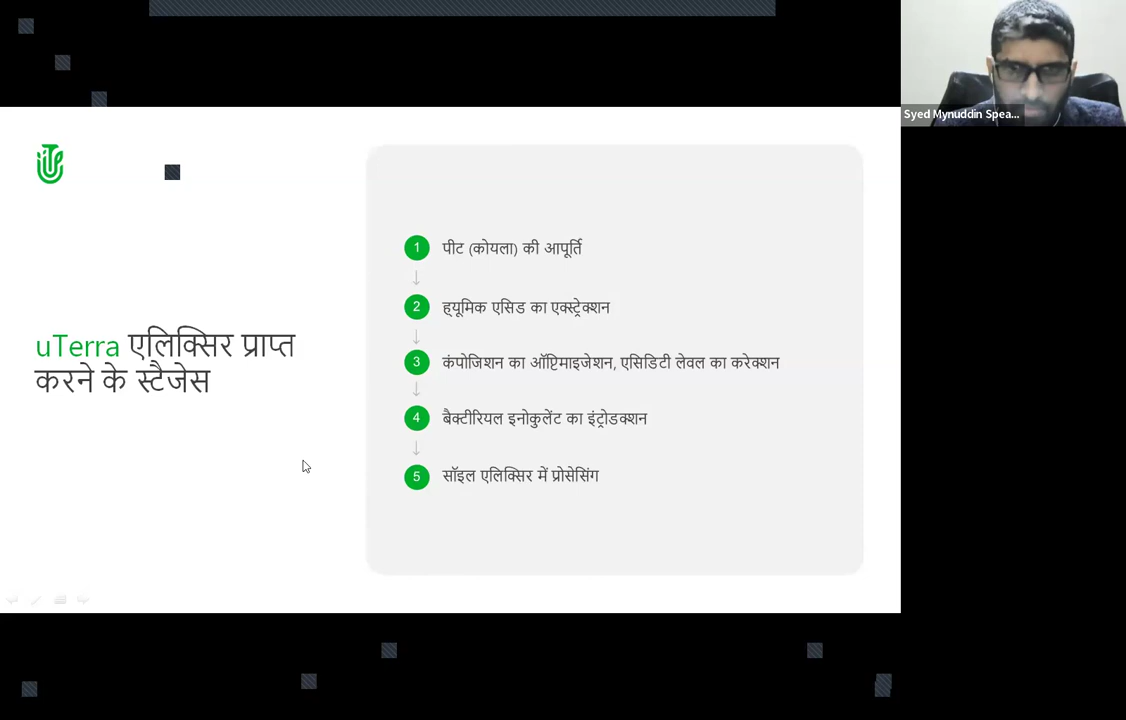 Syed Mynuddin Spea...
uTerra एलिक्सिर प्राप्त
करने के स्टैजेस
1 पीट (कोयला) की आपूर्ति
2 ह्यूमिक एसिड का एक्स्ट्रेक्शन
3 कंपोजिशन का ऑप्टिमाइजेशन, एसिडिटी लेवल का करेक्शन
4 बैक्टीरियल इनोकुलेंट का इंट्रोडक्शन
5 सॉइल एलिक्सिर में प्रोसेसिंग